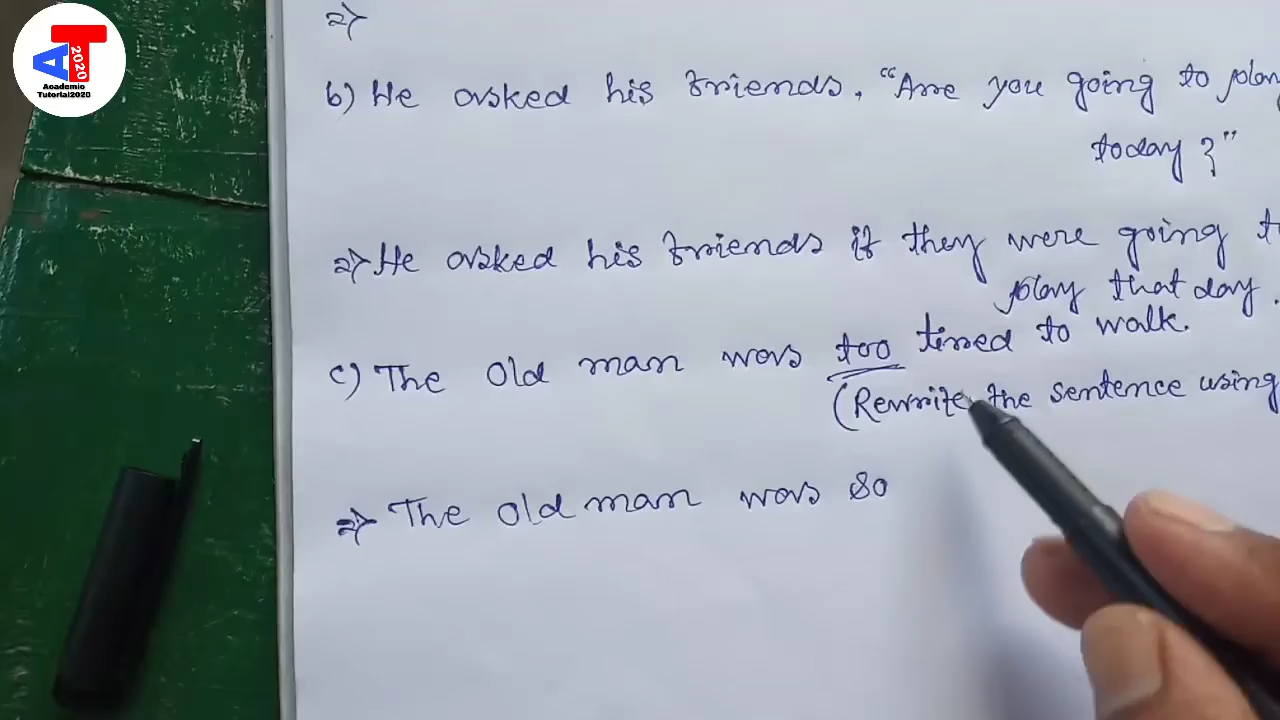 AT
2020
Academic
Tutorial2020
b) He asked his friends, "Are you going to play
today ?"
He asked his friends if they were going to
play that day.
c) The old man was too tired to walk.
(Rewrite the sentence using
The old man was so